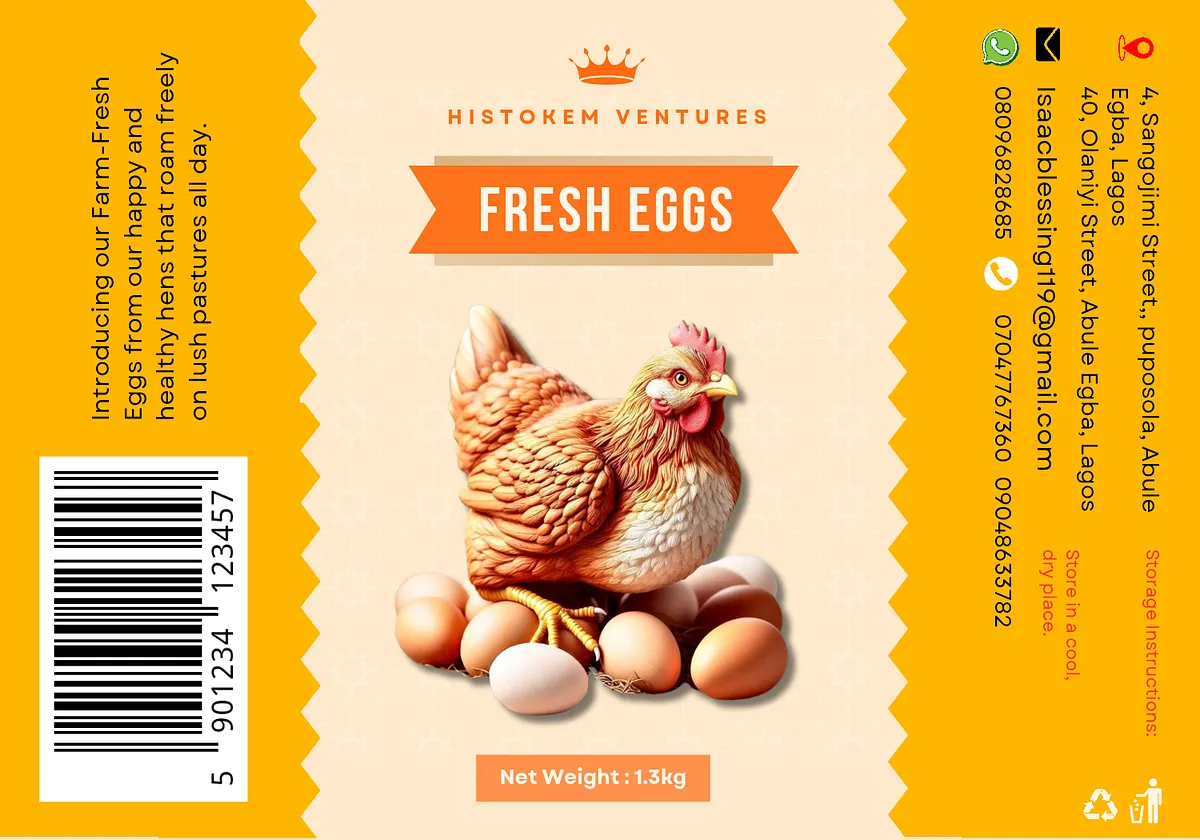 Introducing our Farm-Fresh
Eggs from our happy and
healthy hens that roam freely
on lush pastures all day.
5 901234 123457
HISTOKEM VENTURES
FRESH EGGS
Net Weight : 1.3kg
4, Sangojimi Street,, puposola, Abule
Egba, Lagos
40, Olaniyi Street, Abule Egba, Lagos
Isaacblessing119@gmail.com
08096828685 07047767360 09048633782
Storage Instructions:
Store in a cool,
dry place.